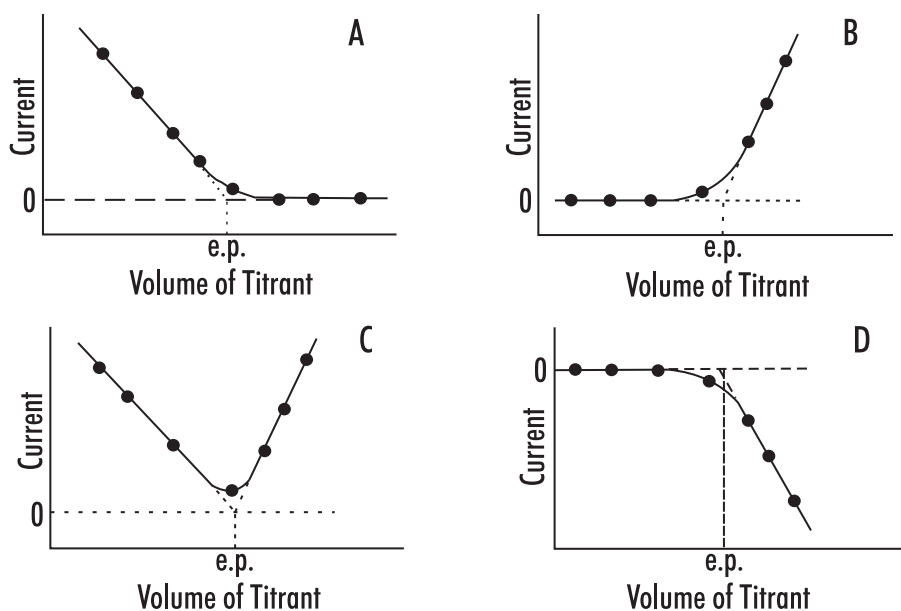 A
Current
0
e.p.
Volume of Titrant
B
Current
0
e.p.
Volume of Titrant
C
Current
0
e.p.
Volume of Titrant
D
0
Current
e.p.
Volume of Titrant